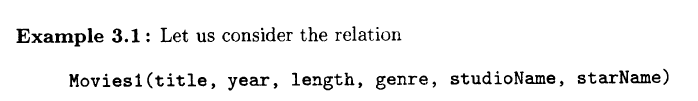 Example 3.1: Let us consider the relation
Movies1(title, year, length, genre, studioName, starName)